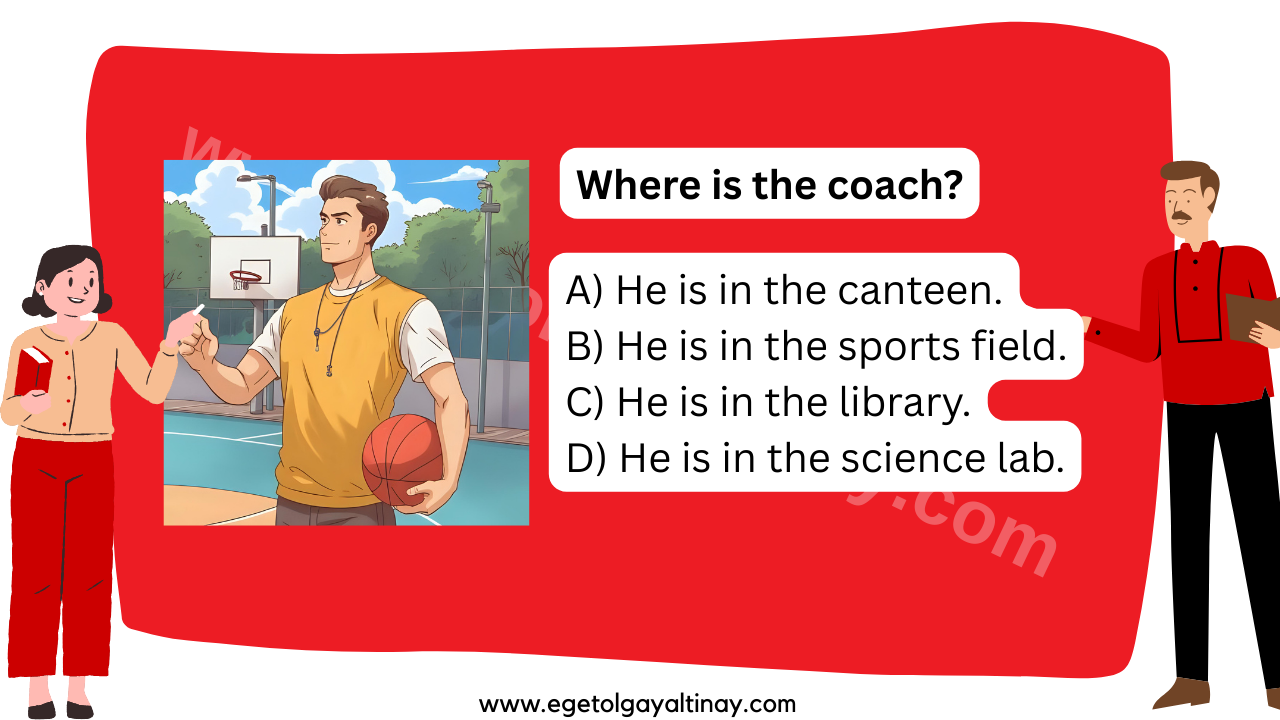 Where is the coach?
A) He is in the canteen.
B) He is in the sports field.
C) He is in the library.
D) He is in the science lab.
www.egetolgayaltinay.com